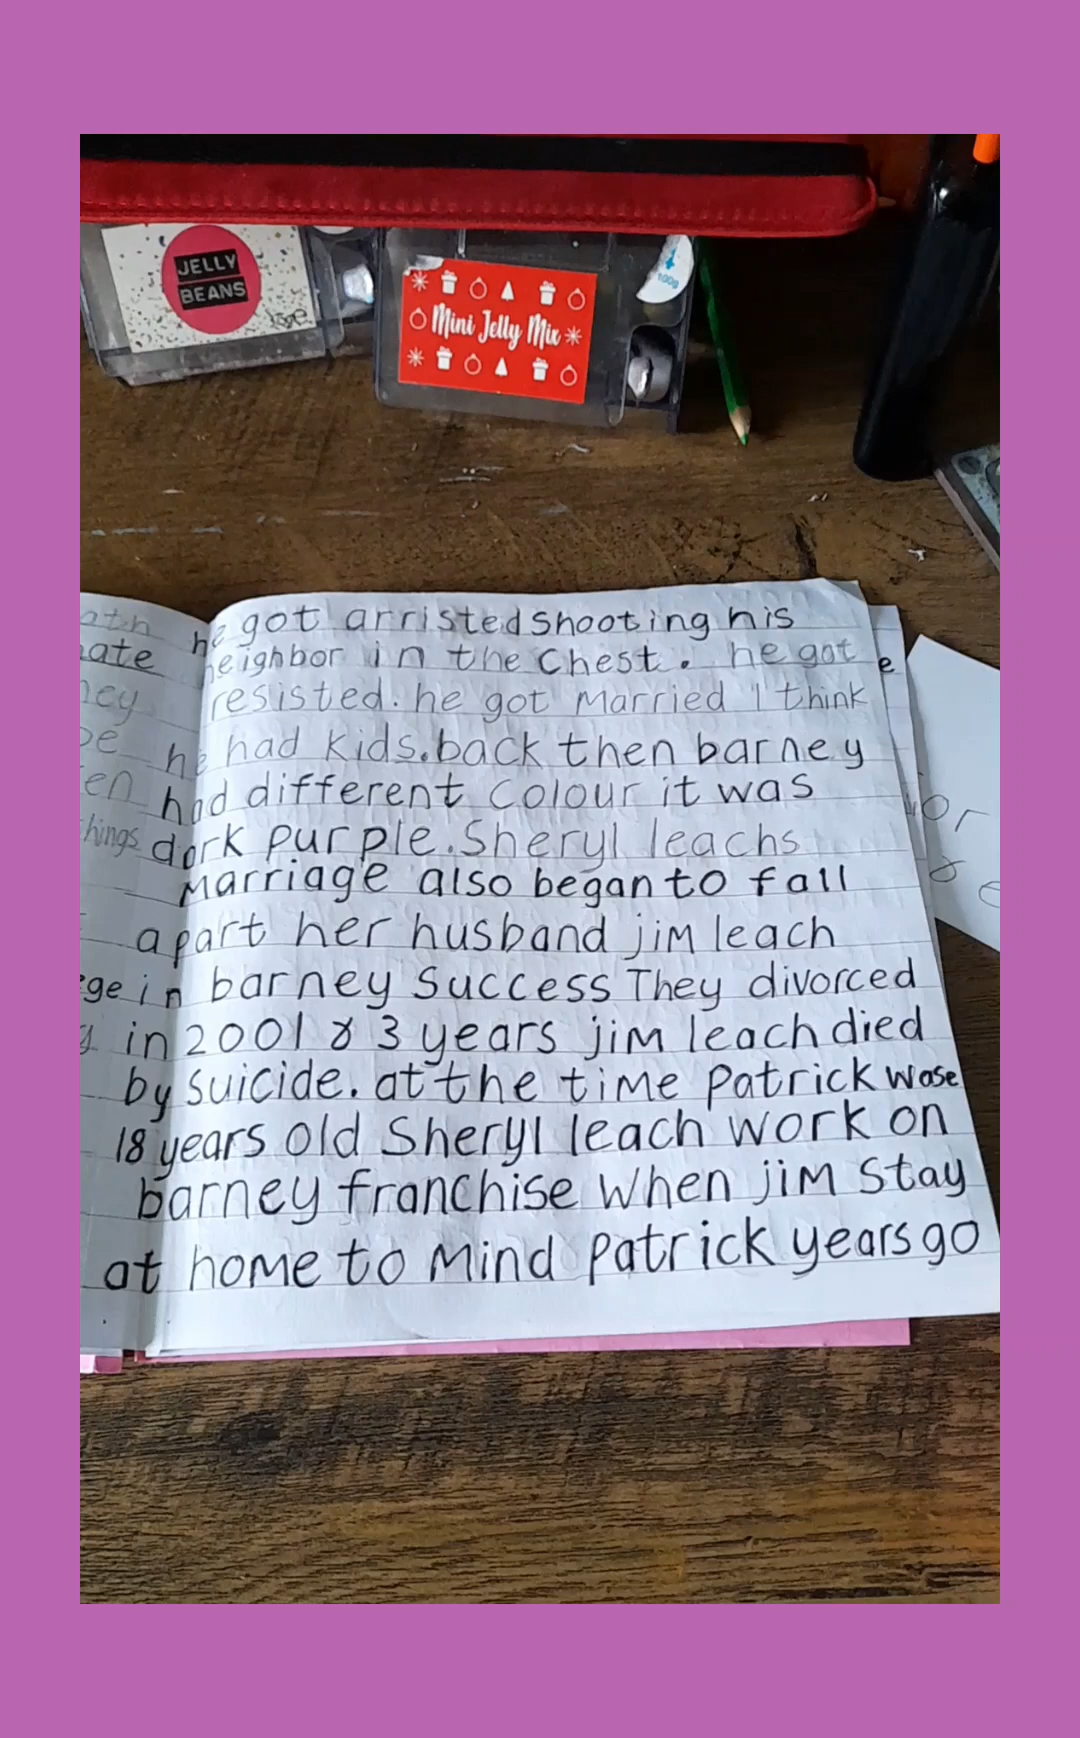 JELLY
BEANS
Mini Jelly Mix
100g
he got arristed shooting his
neighbor in the chest. he got
resisted. he got married I think
he had kids. back then barney
had different colour it was
dark purple. Sheryl leachs
marriage also began to fall
apart her husband jim leach
in barney success They divorced
in 2001 & 3 years jim leach died
by suicide. at the time patrick wase
18 years old Sheryl leach work on
barney franchise when jim stay
at home to mind patrick years go